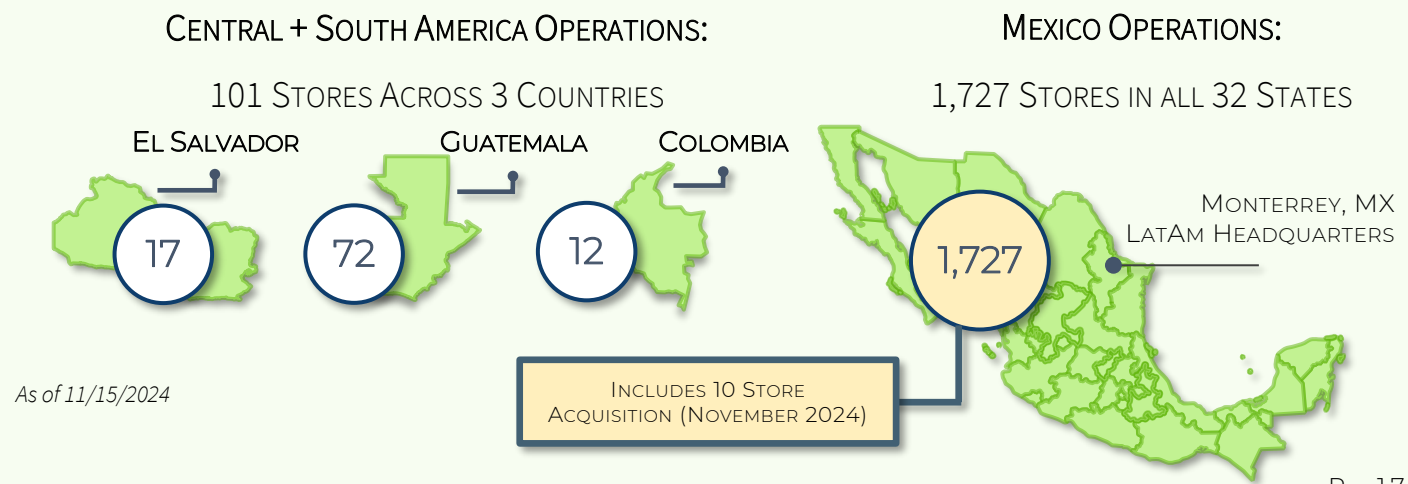 CENTRAL + SOUTH AMERICA OPERATIONS:
101 STORES ACROSS 3 COUNTRIES
EL SALVADOR
GUATEMALA
COLOMBIA
17
72
12
As of 11/15/2024
MEXICO OPERATIONS:
1,727 STORES IN ALL 32 STATES
1,727
MONTERREY, MX
LATAM HEADQUARTERS
INCLUDES 10 STORE
ACQUISITION (NOVEMBER 2024)